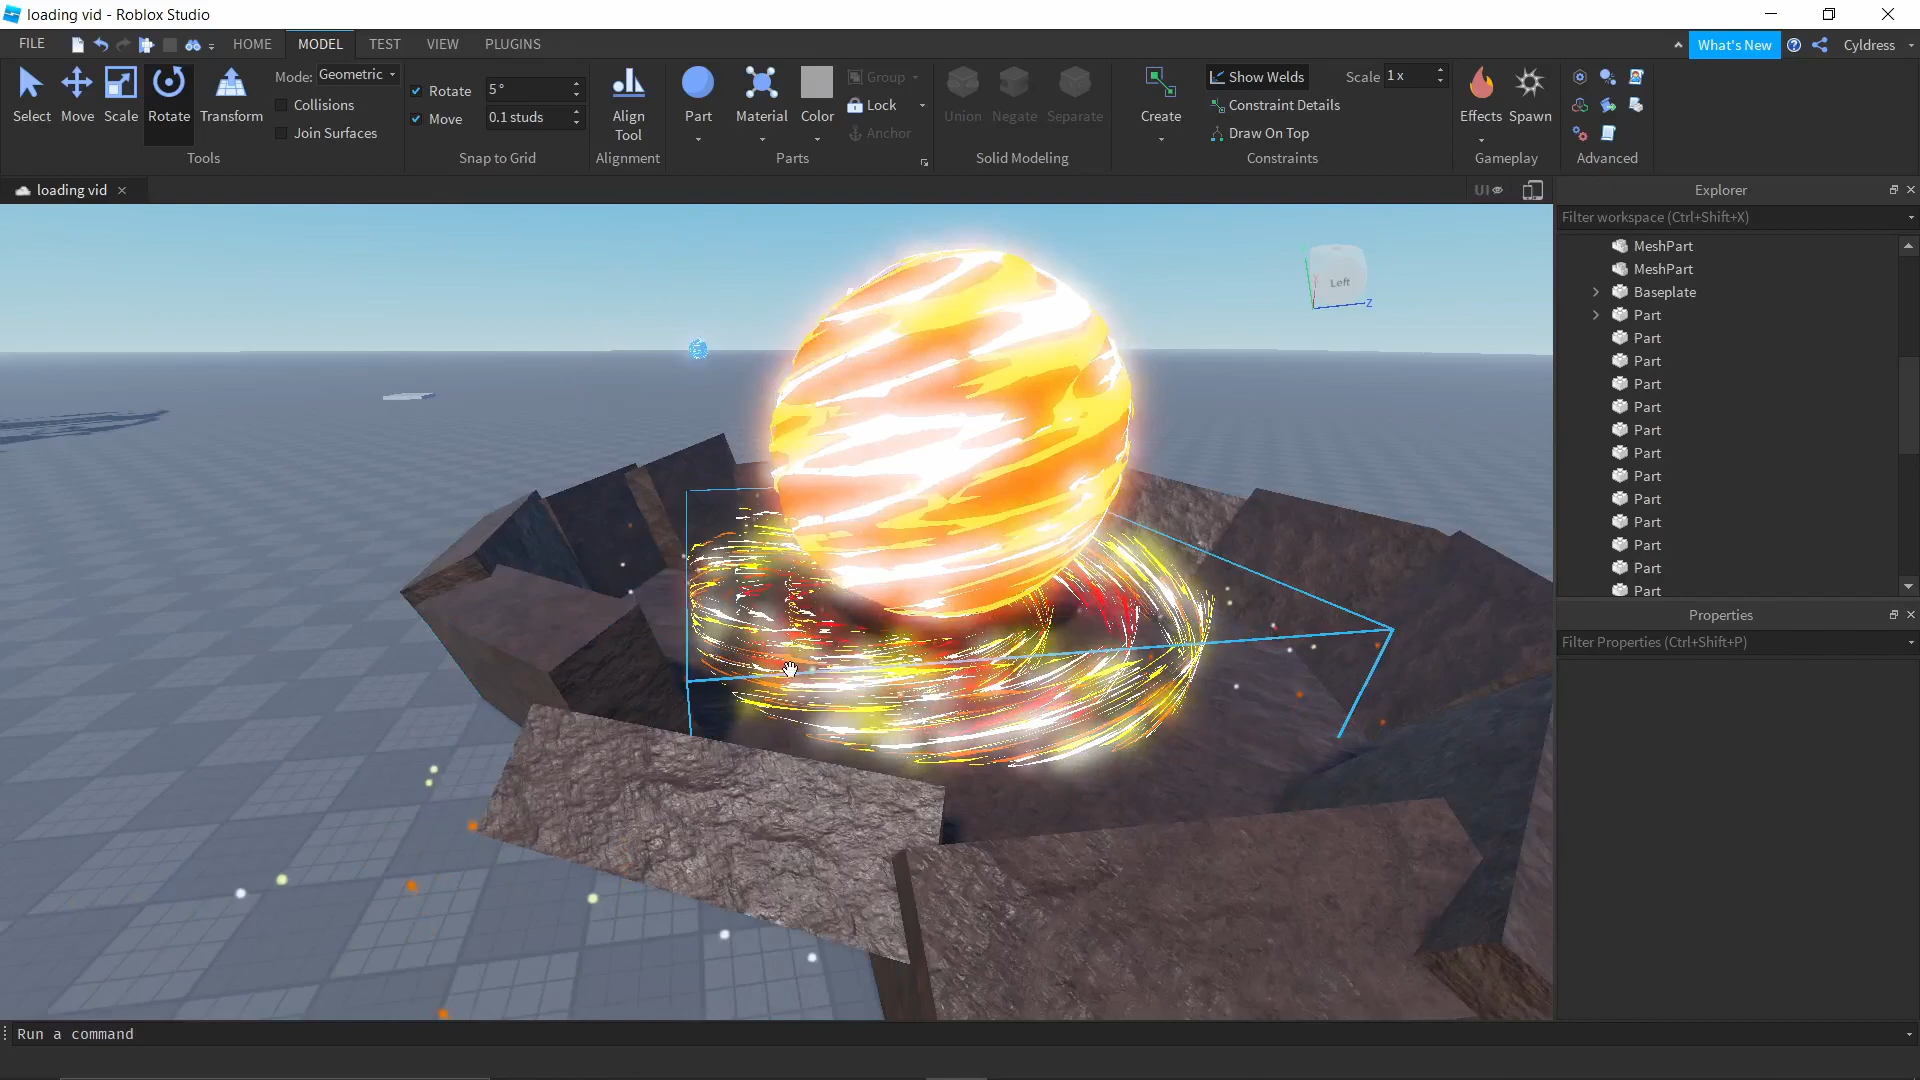 loading vid - Roblox Studio
FILE HOME MODEL TEST VIEW PLUGINS What's New Cyldress
Select Move Scale Rotate Transform
Mode: Geometric
Collisions
Join Surfaces
Tools
Rotate 5°
Move 0.1 studs
Snap to Grid
Align
Tool
Alignment
Part Material Color
Group
Lock
Anchor
Parts
Union Negate Separate
Solid Modeling
Create
Show Welds Scale 1 x
Constraint Details
Draw On Top
Constraints
Effects Spawn
Gameplay
Advanced
loading vid
UI
Explorer
Filter workspace (Ctrl+Shift+X)
MeshPart
MeshPart
Baseplate
Part
Part
Part
Part
Part
Part
Part
Part
Part
Part
Part
Part
Part
Properties
Filter Properties (Ctrl+Shift+P)
Left
Z
Run a command